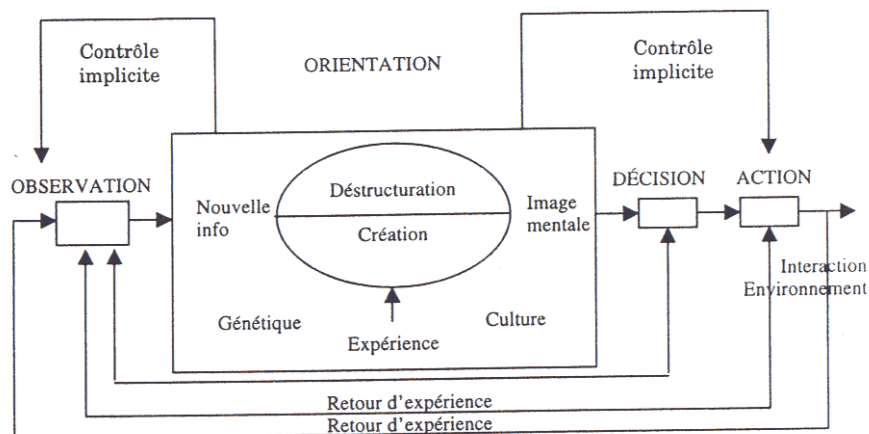 Contrôle
implicite
ORIENTATION
Contrôle
implicite
OBSERVATION
DÉCISION
ACTION
Nouvelle
info
Déstructuration
Création
Image
mentale
Interaction
Environnement
Génétique
Expérience
Culture
Retour d'expérience
Retour d'expérience